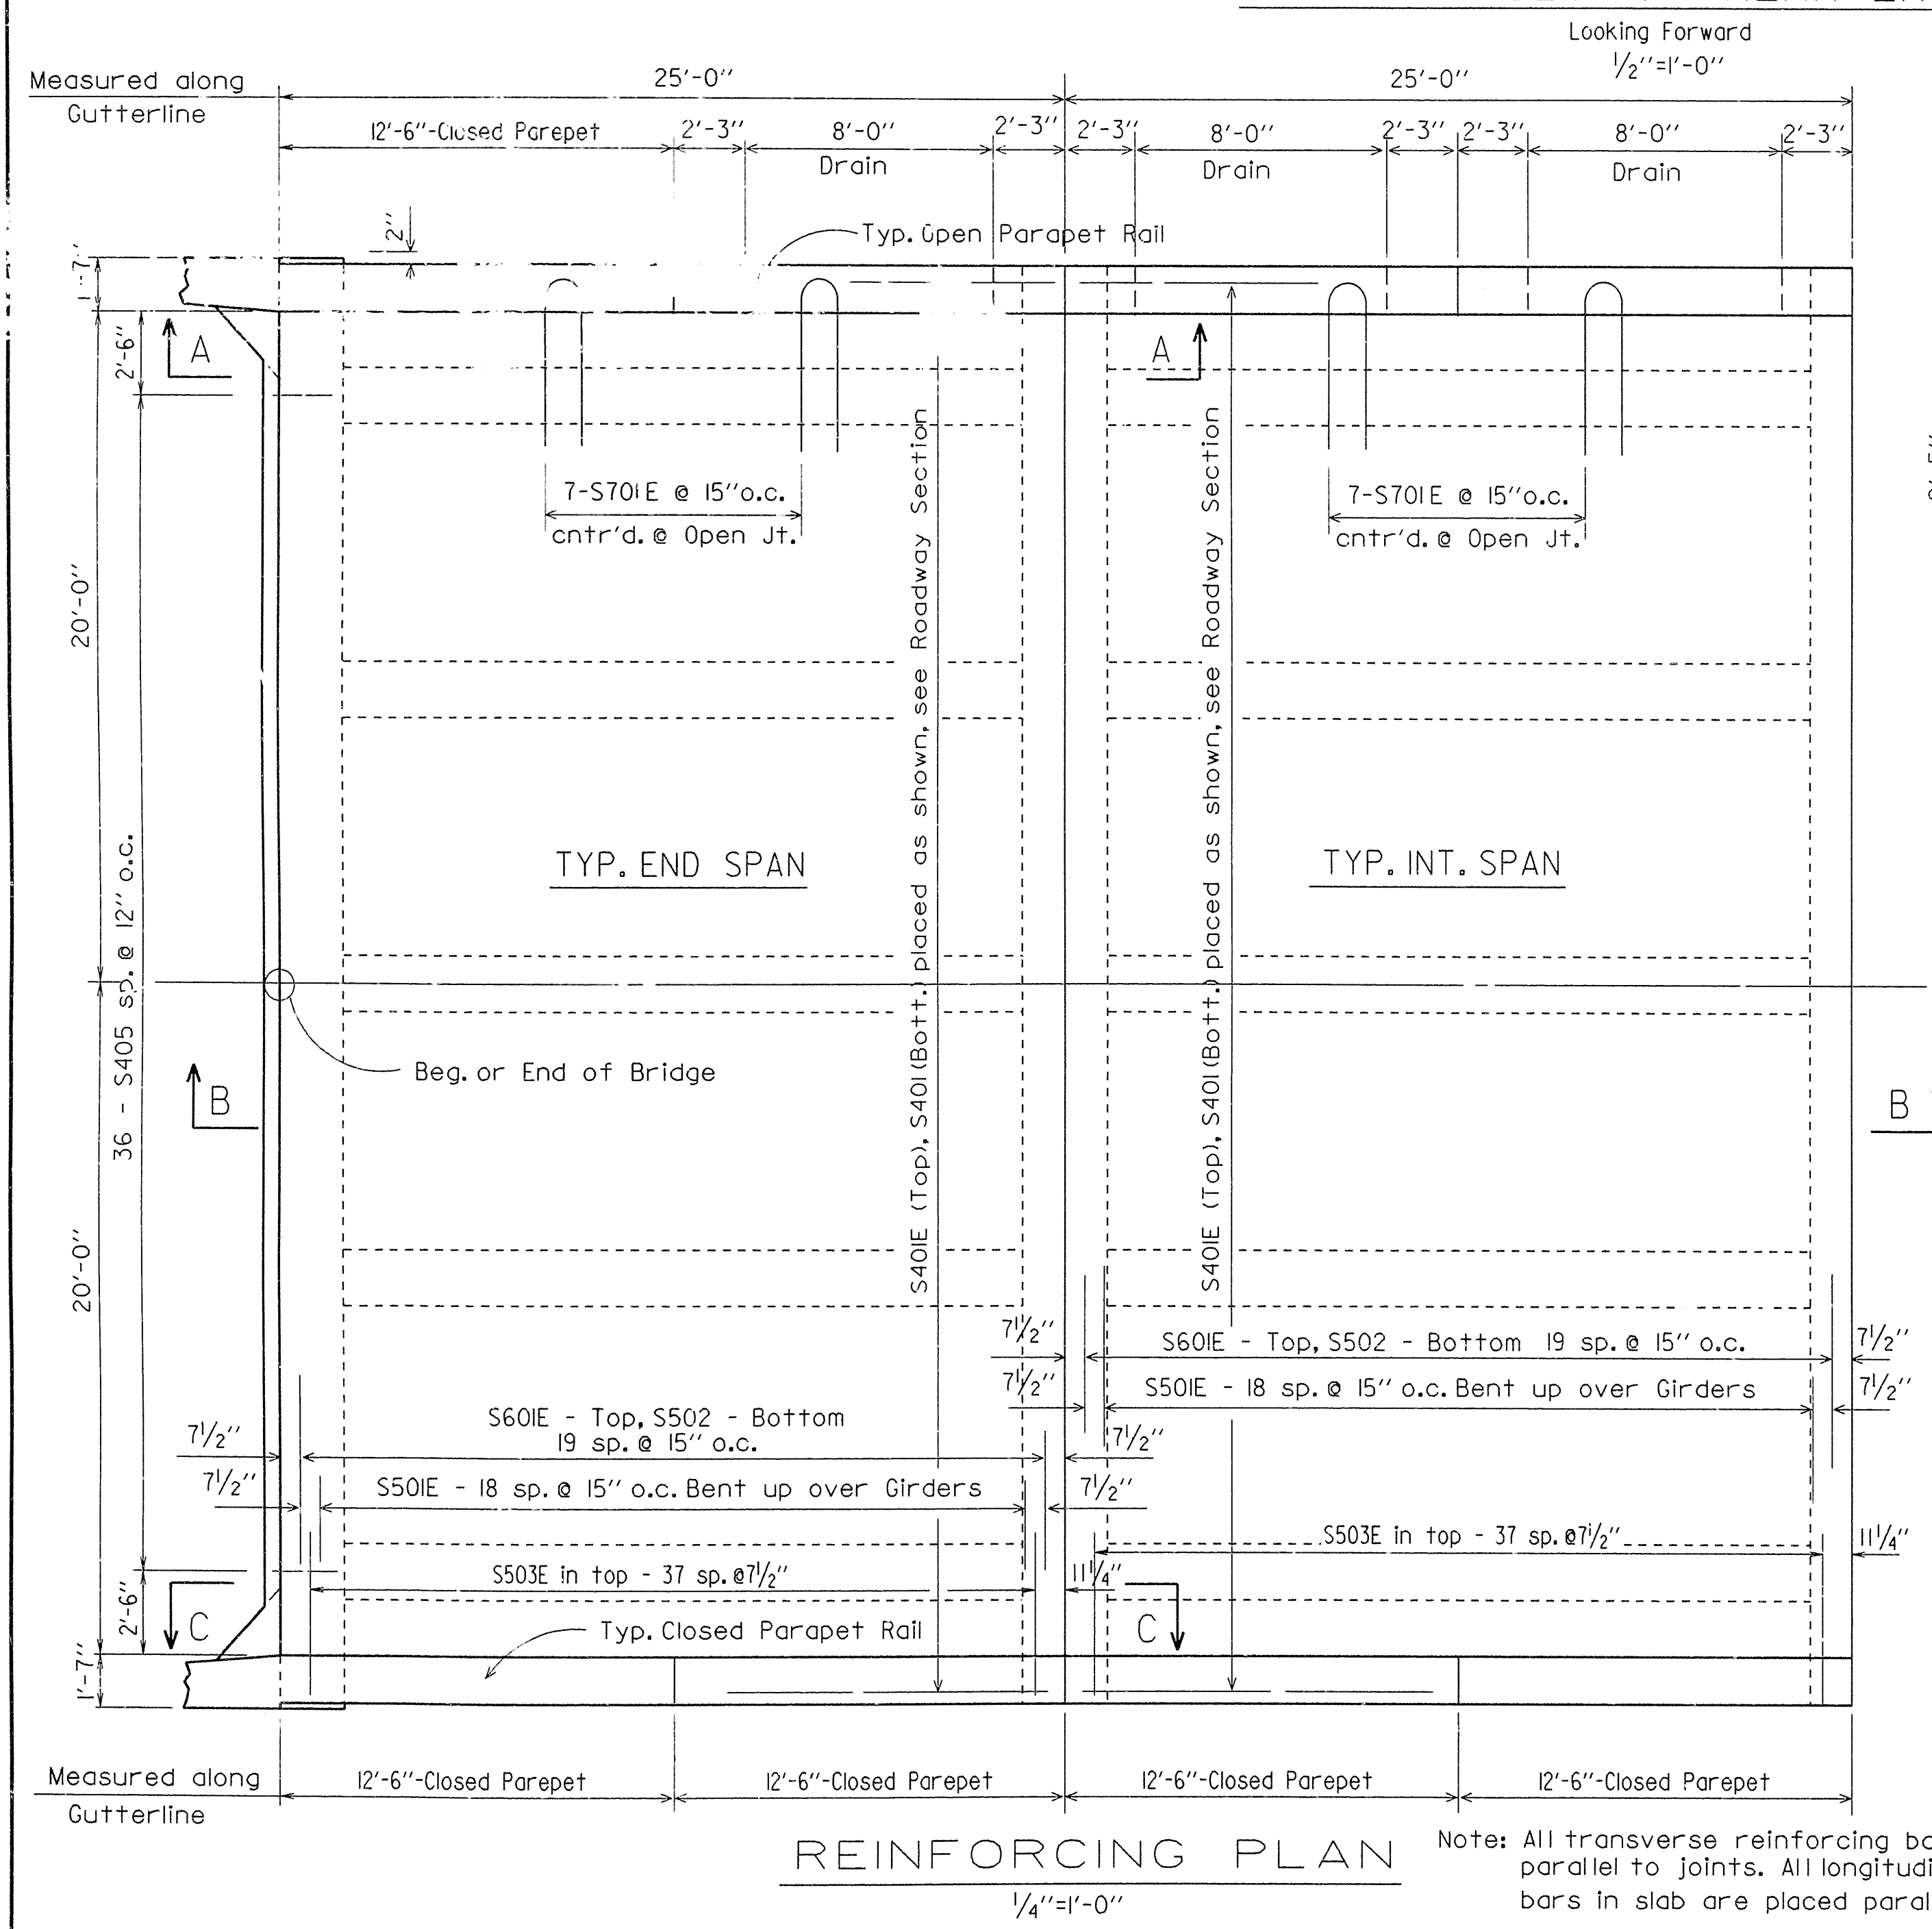 Looking Forward
1/2''=1'-0''
Measured along
Gutterline
25'-0''
25'-0''
12'-6''-Closed Parepet
2'-3''
8'-0''
Drain
2'-3''
2'-3''
8'-0''
Drain
2'-3''
2'-3''
8'-0''
Drain
2'-3''
2''
Typ. Open Parapet Rail
1'-7''
2'-6''
A
A
7-S701E @ 15'' o.c.
cntr'd. @ Open Jt.
7-S701E @ 15'' o.c.
cntr'd. @ Open Jt.
20'-0''
36 - S405 sp. @ 12'' o.c.
S401E (Top), S401 (Bott.) placed as shown, see Roadway Section
S401E (Top), S401 (Bott.) placed as shown, see Roadway Section
TYP. END SPAN
TYP. INT. SPAN
Beg. or End of Bridge
B
B
20'-0''
7 1/2''
S601E - Top, S502 - Bottom 19 sp. @ 15'' o.c.
7 1/2''
7 1/2''
S501E - 18 sp. @ 15'' o.c. Bent up over Girders
7 1/2''
7 1/2''
S601E - Top, S502 - Bottom
19 sp. @ 15'' o.c.
7 1/2''
7 1/2''
S501E - 18 sp. @ 15'' o.c. Bent up over Girders
7 1/2''
S503E in top - 37 sp. @ 7 1/2''
11 1/4''
S503E in top - 37 sp. @ 7 1/2''
11 1/4''
2'-6''
C
C
Typ. Closed Parapet Rail
1'-7''
Measured along
Gutterline
12'-6''-Closed Parepet
12'-6''-Closed Parepet
12'-6''-Closed Parepet
12'-6''-Closed Parepet
REINFORCING PLAN
1/4''=1'-0''
Note: All transverse reinforcing
parallel to joints. All
bars in slab are placed